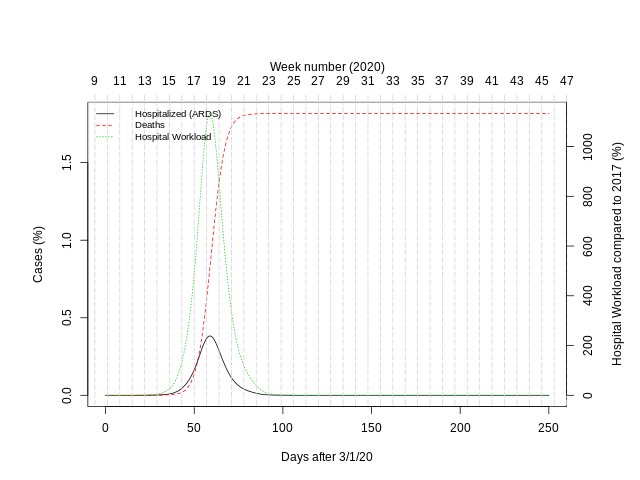 Week number (2020)
9 11 13 15 17 19 21 23 25 27 29 31 33 35 37 39 41 43 45 47
Hospitalized (ARDS)
Deaths
Hospital Workload
Cases (%)
0.0 0.5 1.0 1.5
Hospital Workload compared to 2017 (%)
0 200 400 600 800 1000
0 50 100 150 200 250
Days after 3/1/20